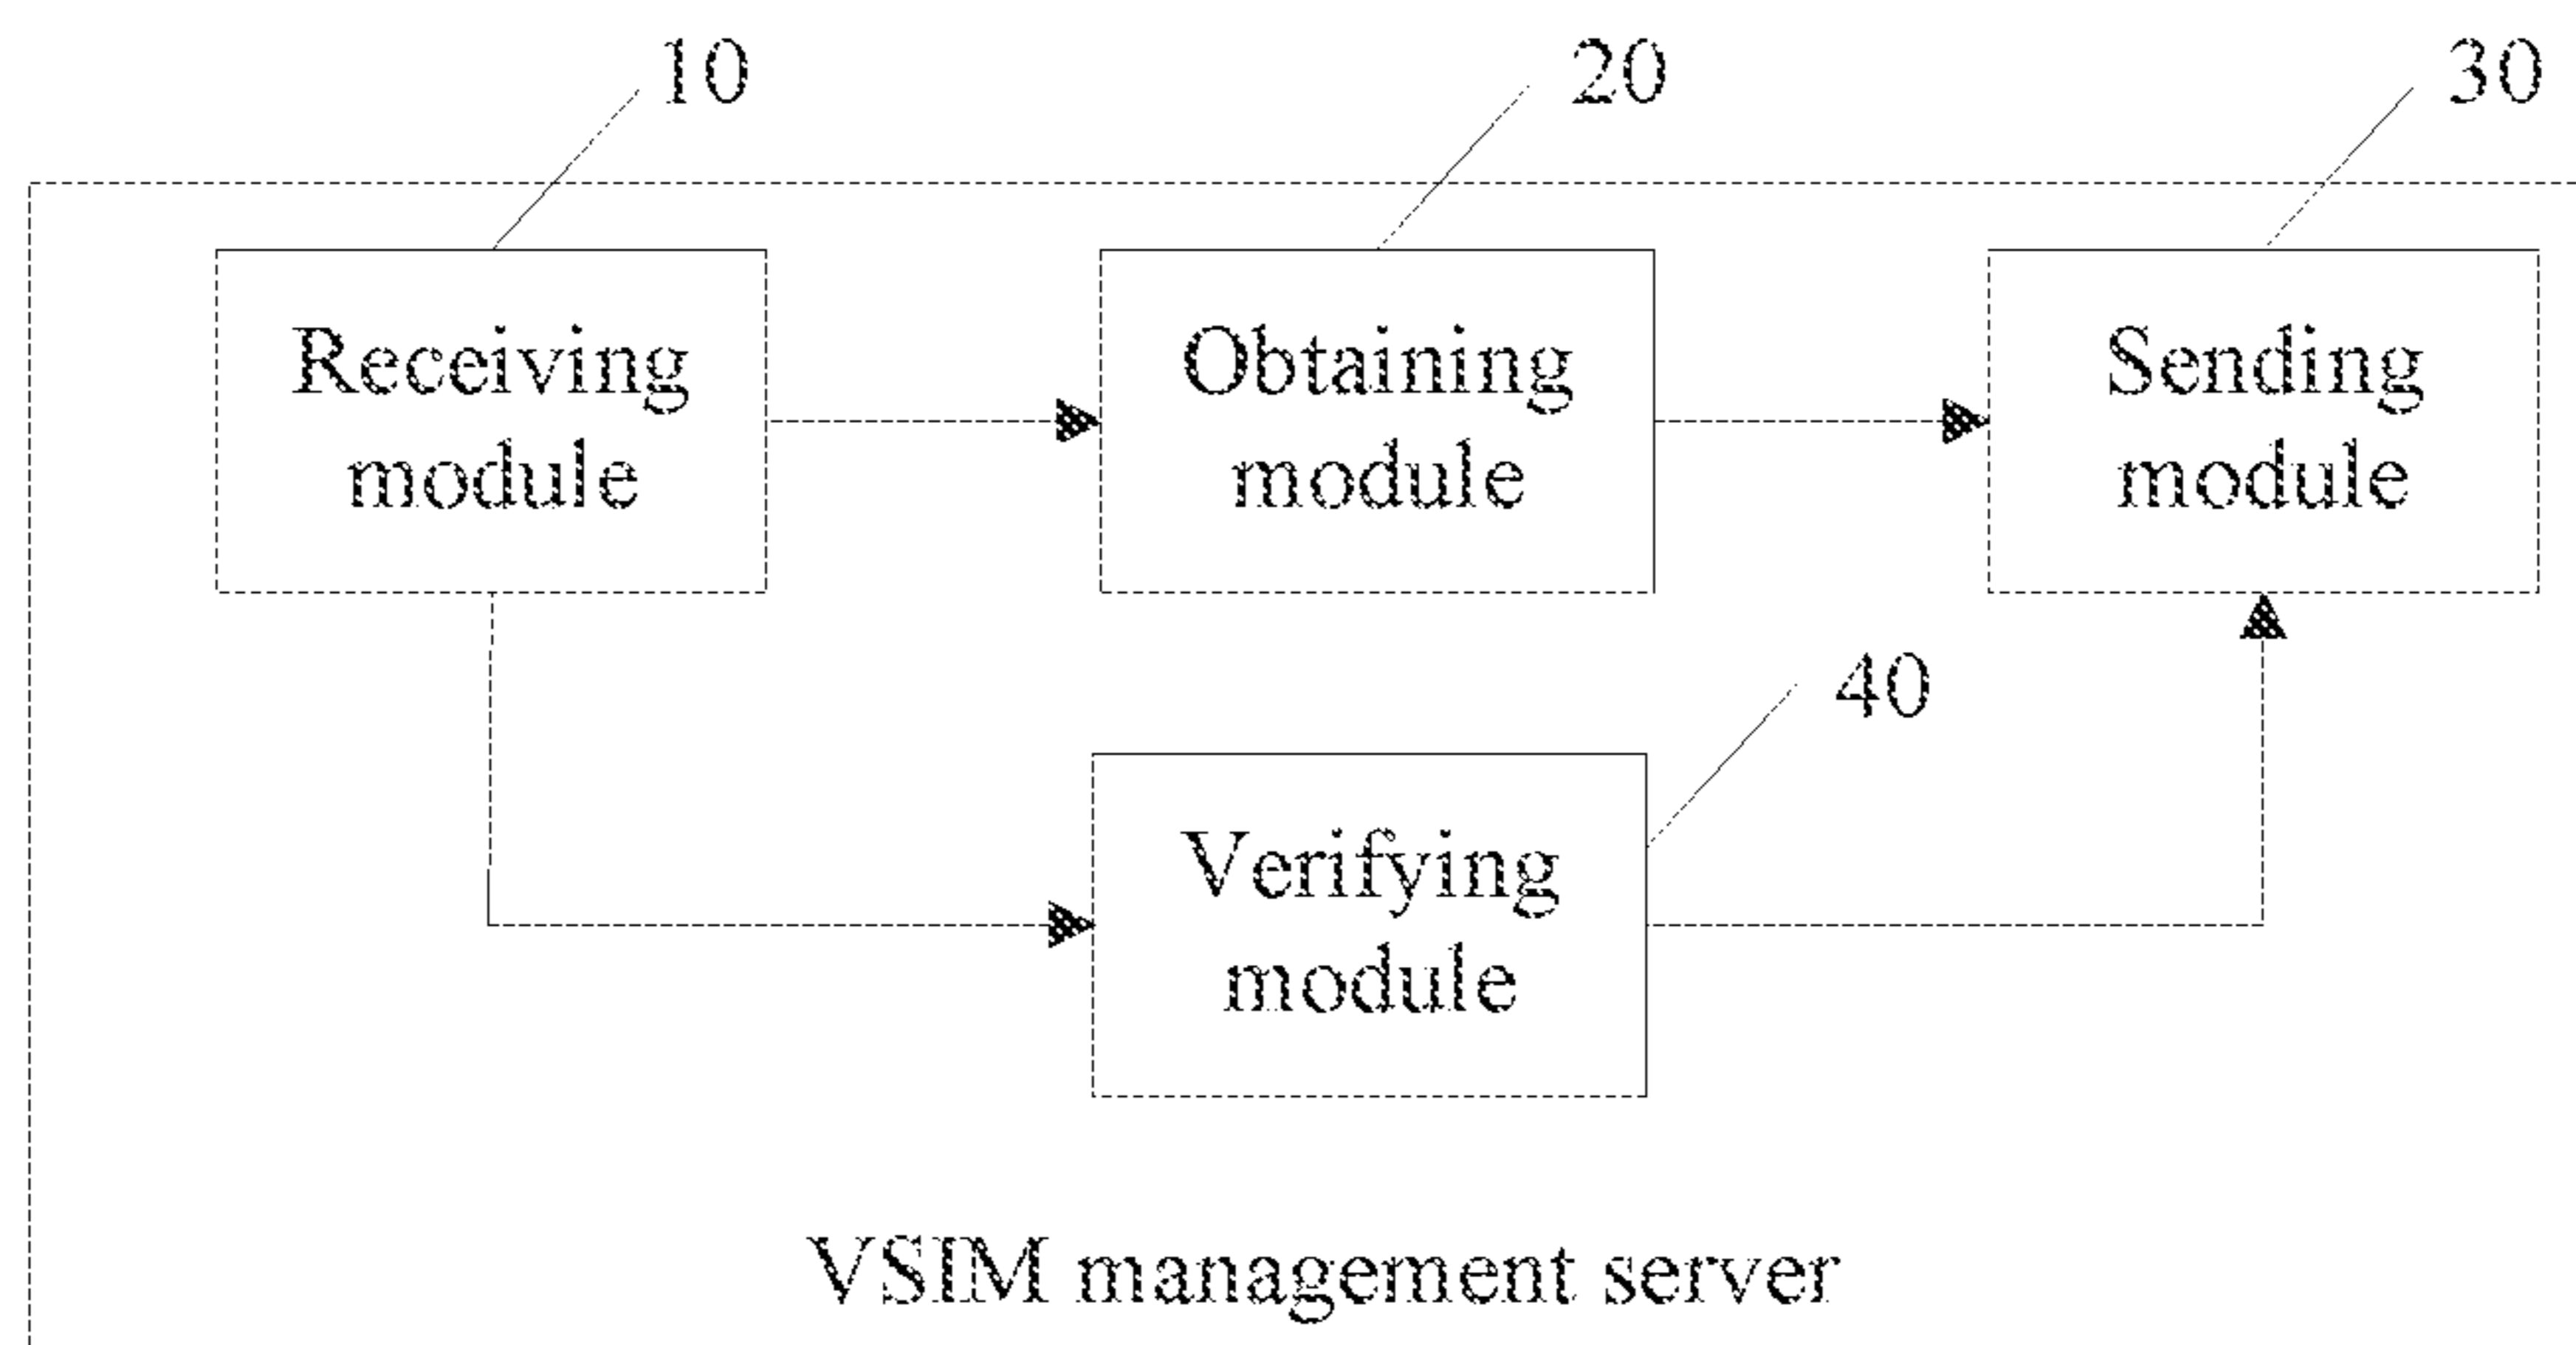 10
20
30
Receiving
module
Obtaining
module
Sending
module
40
Verifying
module
VSIM management server